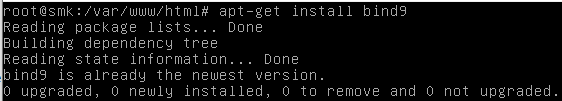 root@smk:/var/www/html# apt-get install bind9
Reading package lists... Done
Building dependency tree
Reading state information... Done
bind9 is already the newest version.
0 upgraded, 0 newly installed, 0 to remove and 0 not upgraded.